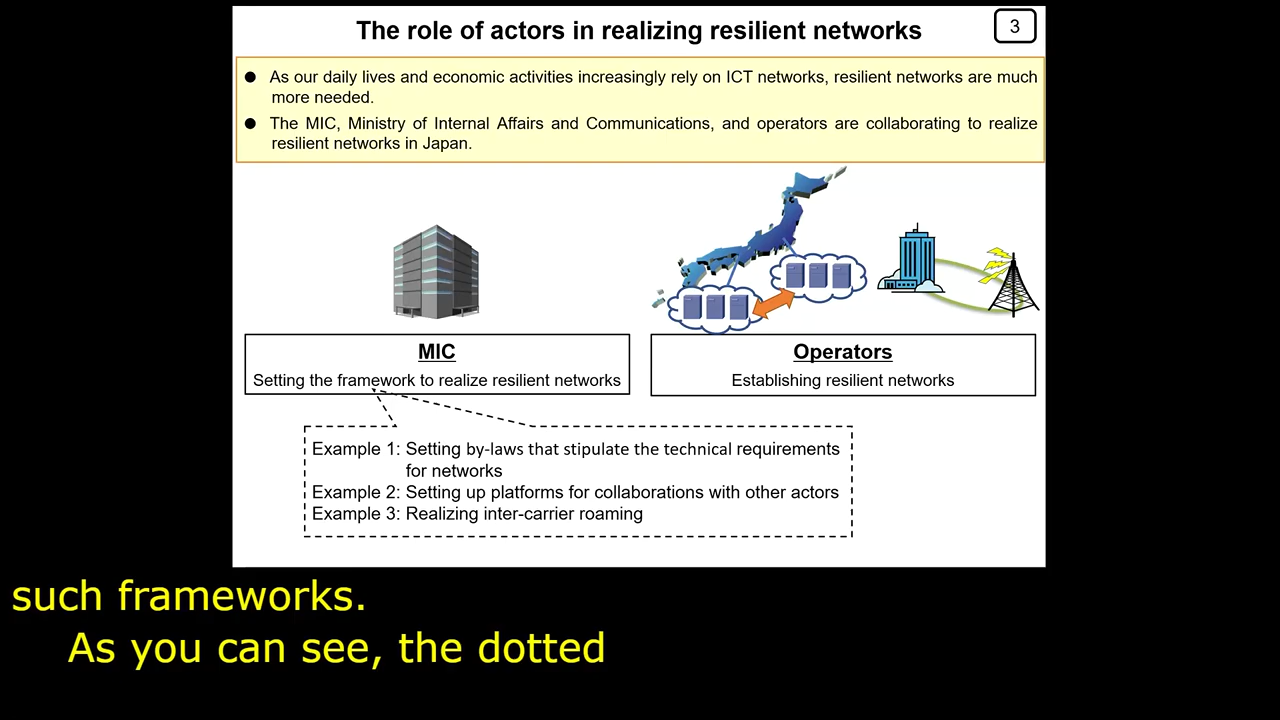 The role of actors in realizing resilient networks
3
● As our daily lives and economic activities increasingly rely on ICT networks, resilient networks are much
more needed.
● The MIC, Ministry of Internal Affairs and Communications, and operators are collaborating to realize
resilient networks in Japan.
MIC
Setting the framework to realize resilient networks
Operators
Establishing resilient networks
Example 1: Setting by-laws that stipulate the technical requirements
for networks
Example 2: Setting up platforms for collaborations with other actors
Example 3: Realizing inter-carrier roaming
such frameworks.
As you can see, the dotted